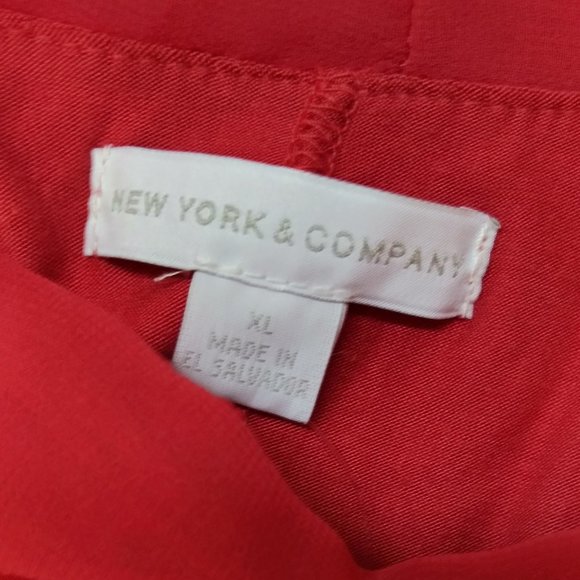 NEW YORK & COMPANY
XL
MADE IN
EL SALVADOR